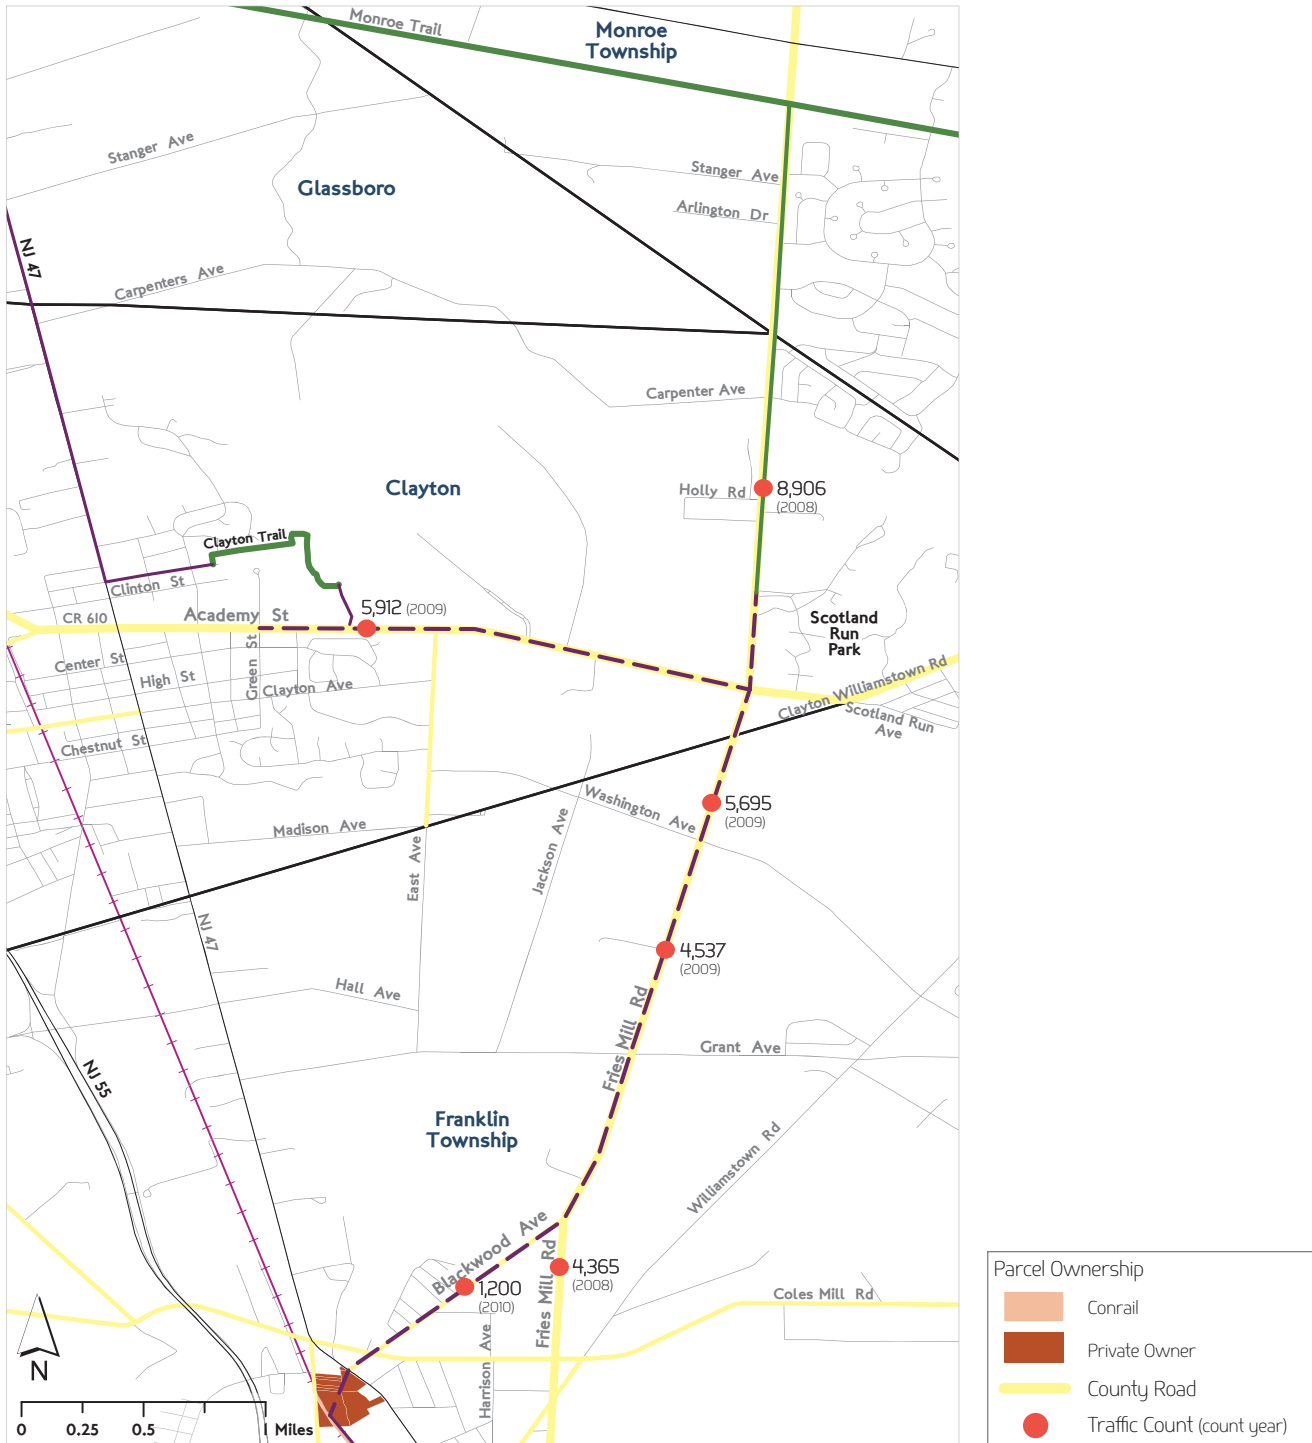 Monroe Trail
Monroe
Township
Stanger Ave
Glassboro
Stanger Ave
Arlington Dr
NJ 47
Carpenters Ave
Carpenter Ave
Clayton
Holly Rd
8,906
(2008)
Clayton Trail
Clinton St
CR 610
Academy St
5,912 (2009)
Scotland
Run
Park
Center St
High St
Green St
Clayton Ave
Clayton Williamstown Rd
Scotland Run
Ave
Chestnut St
Washington Ave
5,695
(2009)
Madison Ave
East Ave
Jackson Ave
NJ 47
4,537
(2009)
Hall Ave
Fries Mill Rd
Grant Ave
NJ 55
Franklin
Township
Williamstown Rd
Blackwood Ave
Fries Mill Rd
4,365
(2008)
1,200
(2010)
Coles Mill Rd
Harrison Ave
N
0 0.25 0.5 1 Miles
Parcel Ownership
Conrail
Private Owner
County Road
Traffic Count (count year)